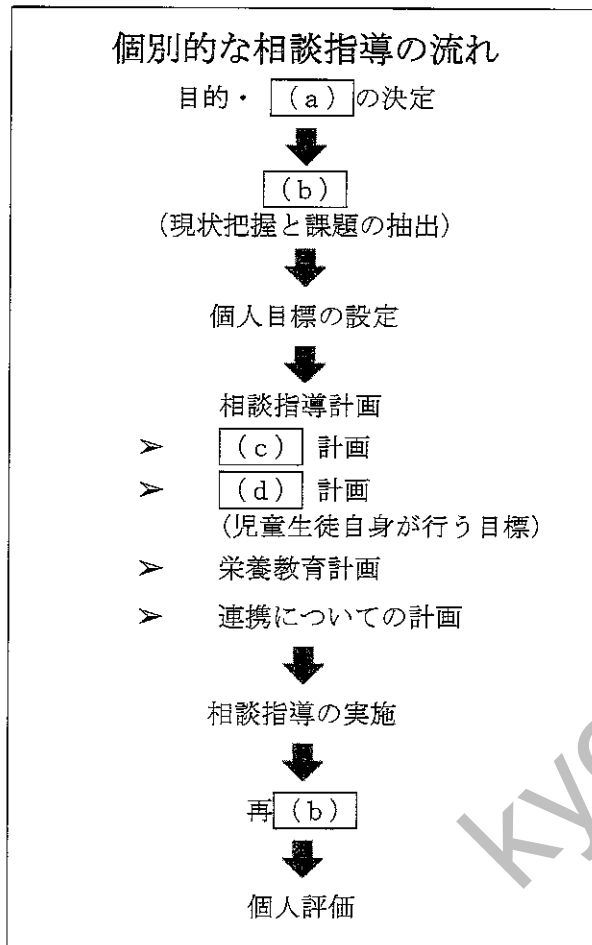 個別的な相談指導の流れ
目的・(a)の決定
(b)
(現状把握と課題の抽出)
個人目標の設定
相談指導計画
➢ (c) 計画
➢ (d) 計画
(児童生徒自身が行う目標)
➢ 栄養教育計画
➢ 連携についての計画
相談指導の実施
再(b)
個人評価